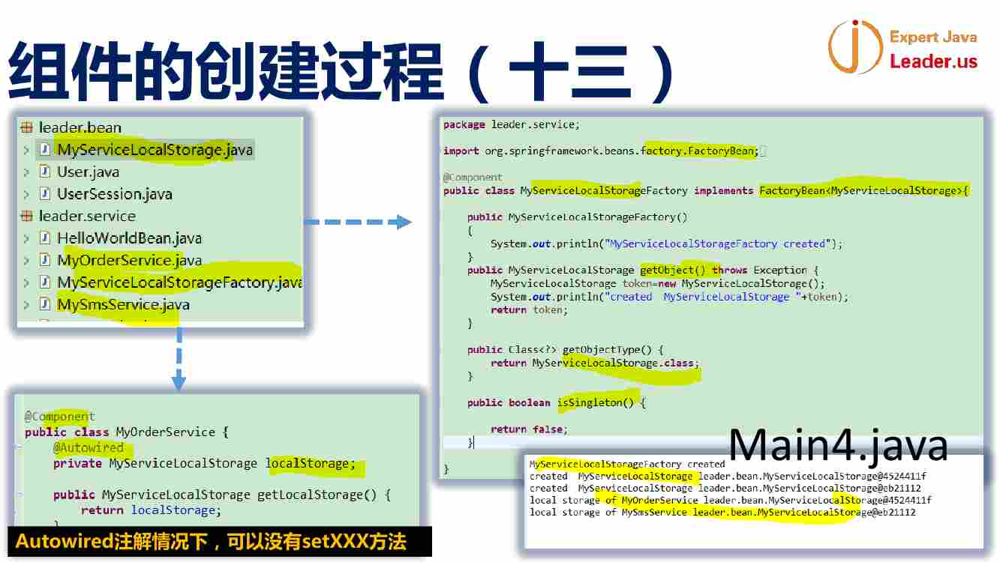 组件的创建过程（十三）
Expert Java
Leader.us
leader.bean
MyServiceLocalStorage.java
User.java
UserSession.java
leader.service
HelloWorldBean.java
MyOrderService.java
MyServiceLocalStorageFactory.java
MySmsService.java
package leader.service;
import org.springframework.beans.factory.FactoryBean;
@Component
public class MyServiceLocalStorageFactory implements FactoryBean<MyServiceLocalStorage>{
public MyServiceLocalStorageFactory()
{
System.out.println("MyServiceLocalStorageFactory created");
}
public MyServiceLocalStorage getObject() throws Exception {
MyServiceLocalStorage token=new MyServiceLocalStorage();
System.out.println("created  MyServiceLocalStorage "+token);
return token;
}
public Class<?> getObjectType() {
return MyServiceLocalStorage.class;
}
public boolean isSingleton() {
return false;
}
}
@Component
public class MyOrderService {
@Autowired
private MyServiceLocalStorage localStorage;
public MyServiceLocalStorage getLocalStorage() {
return localStorage;
}
Autowired注解情况下，可以没有setXXX方法
Main4.java
MyServiceLocalStorageFactory created
created  MyServiceLocalStorage leader.bean.MyServiceLocalStorage@4524411f
created  MyServiceLocalStorage leader.bean.MyServiceLocalStorage@eb21112
local storage of MyOrderService leader.bean.MyServiceLocalStorage@4524411f
local storage of MySmsService leader.bean.MyServiceLocalStorage@eb21112